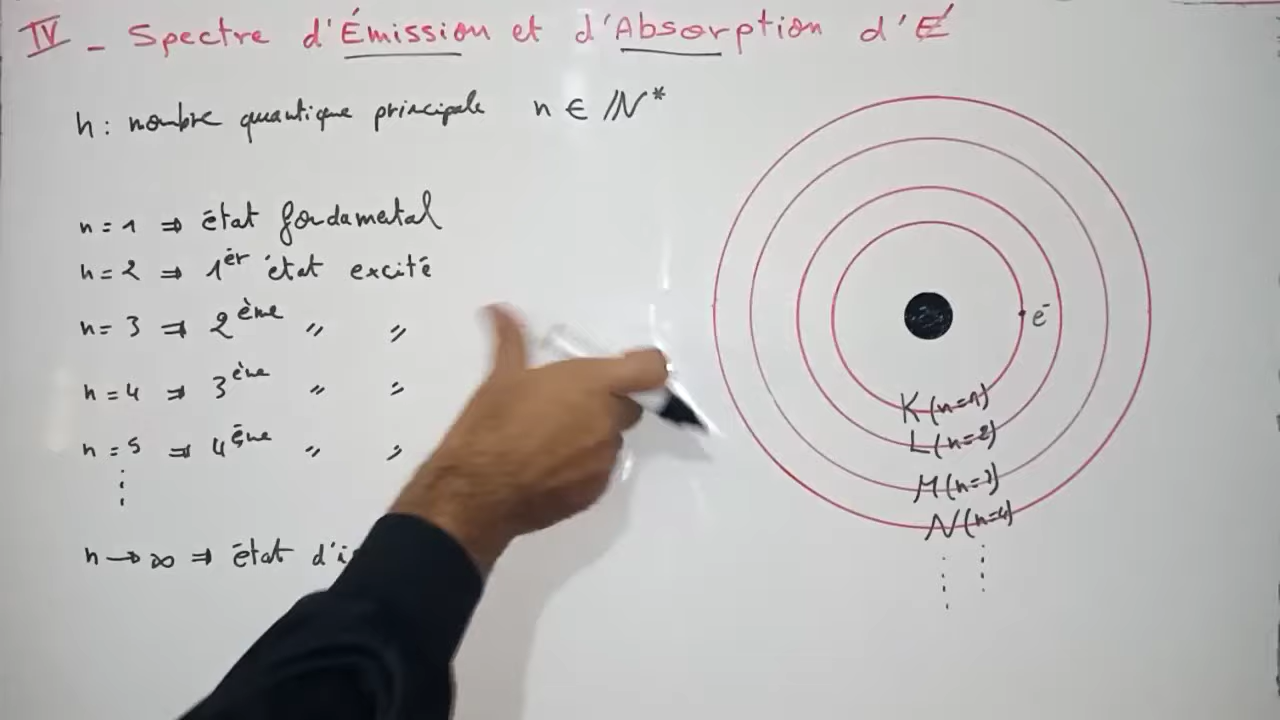 IV - Spectre d'Émission et d'Absorption d'É
n : nombre quantique principale n ∈ IN*
n = 1 ⇒ état fondametal
n = 2 ⇒ 1ér état excité
n = 3 ⇒ 2ème " "
n = 4 ⇒ 3ème " "
n = 5 ⇒ 4ème " "
n → ∞ ⇒ état d'i
e-
K (n=1)
L (n=2)
M (n=3)
N (n=4)